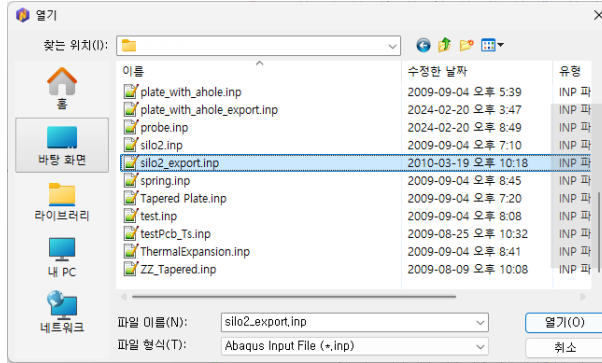 열기
찾는 위치(I):
이름 수정한 날짜 유형
plate_with_ahole.inp 2009-09-04 오후 5:39 INP 파
plate_with_ahole_export.inp 2024-02-20 오후 3:47 INP 파
probe.inp 2024-02-20 오후 8:49 INP 파
silo2.inp 2009-09-04 오후 7:10 INP 파
silo2_export.inp 2010-03-19 오후 10:18 INP 파
spring.inp 2009-09-04 오후 8:45 INP 파
Tapered Plate.inp 2009-09-04 오후 7:20 INP 파
test.inp 2009-09-04 오후 8:08 INP 파
testPcb_Ts.inp 2009-08-25 오후 10:32 INP 파
ThermalExpansion.inp 2009-09-04 오후 8:41 INP 파
ZZ_Tapered.inp 2009-08-09 오후 10:08 INP 파
홈
바탕 화면
라이브러리
내 PC
네트워크
파일 이름(N): silo2_export.inp 열기(O)
파일 형식(T): Abaqus Input File (*.inp) 취소